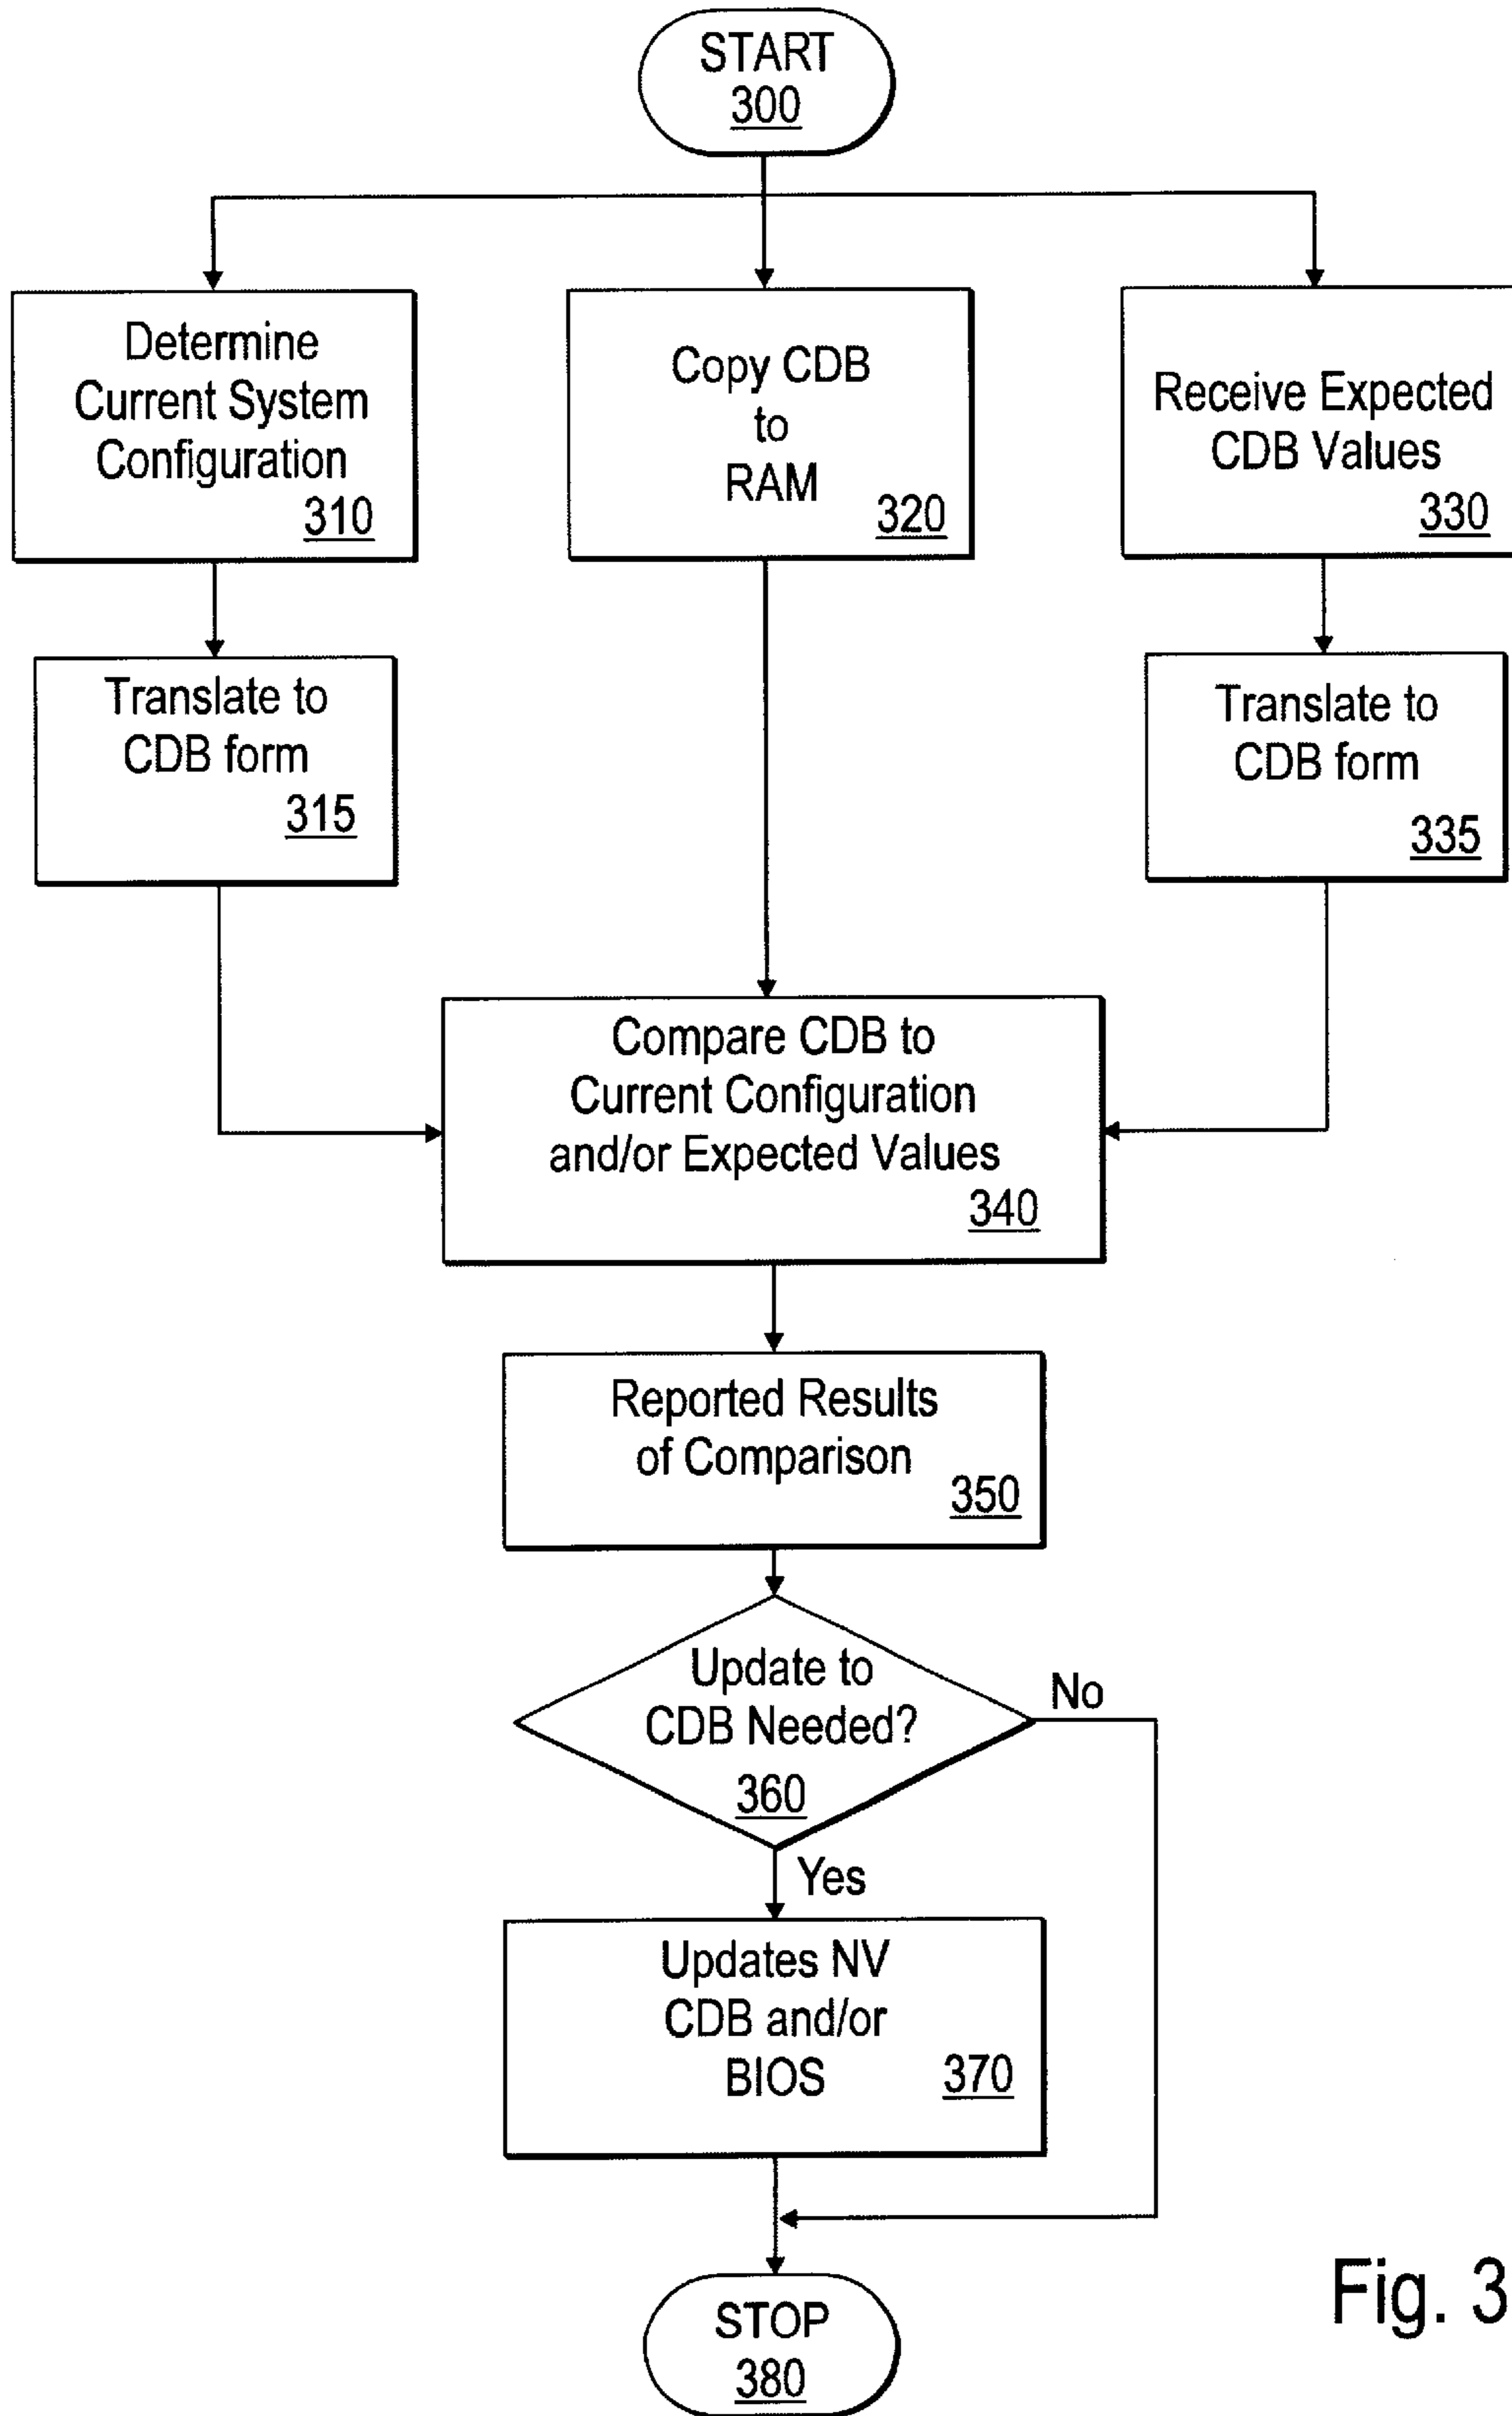 START
300
Determine
Current System
Configuration
310
Copy CDB
to
RAM
320
Receive Expected
CDB Values
330
Translate to
CDB form
315
Translate to
CDB form
335
Compare CDB to
Current Configuration
and/or Expected Values
340
Reported Results
of Comparison
350
Update to
CDB Needed?
360
No
Yes
Updates NV
CDB and/or
BIOS
370
STOP
380
Fig. 3